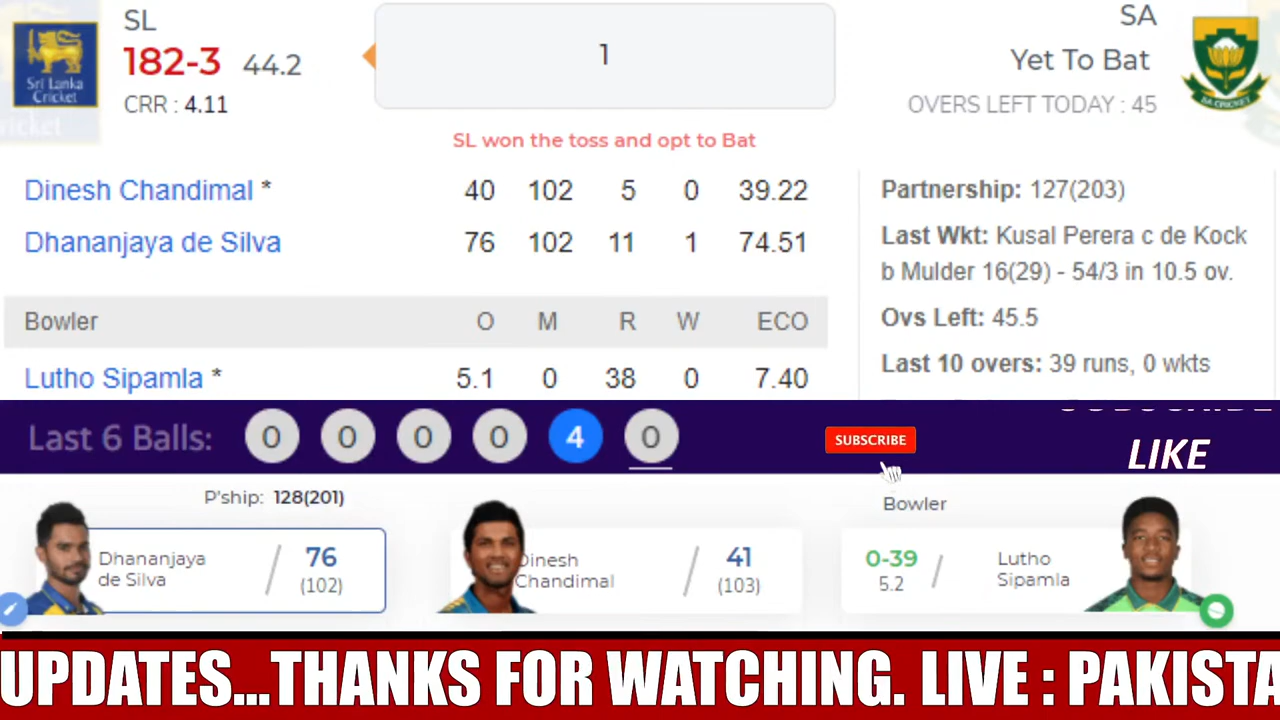 SL
182-3 44.2
CRR : 4.11
Sri Lanka
Cricket
1
SA
Yet To Bat
OVERS LEFT TODAY : 45
SA CRICKET
SL won the toss and opt to Bat
Dinesh Chandimal * 40 102 5 0 39.22
Dhananjaya de Silva 76 102 11 1 74.51
Bowler O M R W ECO
Lutho Sipamla * 5.1 0 38 0 7.40
Partnership: 127(203)
Last Wkt: Kusal Perera c de Kock
b Mulder 16(29) - 54/3 in 10.5 ov.
Ovs Left: 45.5
Last 10 overs: 39 runs, 0 wkts
Last 6 Balls: 0 0 0 0 4 0
SUBSCRIBE
LIKE
P'ship: 128(201)
Dhananjaya
de Silva
76
(102)
Dinesh
Chandimal
41
(103)
Bowler
0-39
5.2
Lutho
Sipamla
UPDATES...THANKS FOR WATCHING. LIVE : PAKISTA